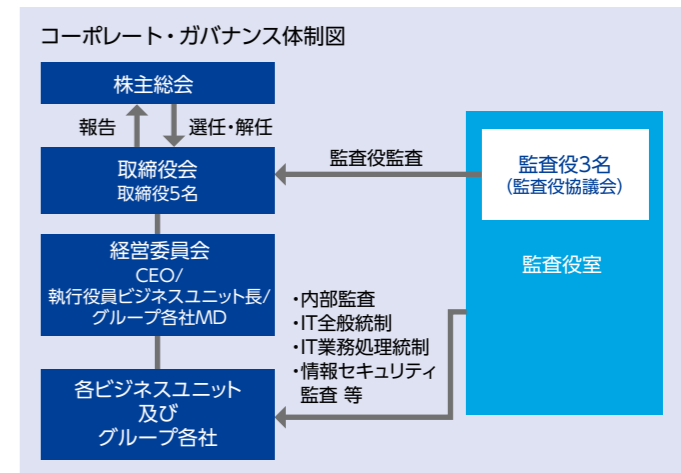 コーポレート・ガバナンス体制図
株主総会
報告
選任・解任
取締役会
取締役5名
監査役監査
監査役3名
(監査役協議会)
監査役室
経営委員会
CEO/
執行役員ビジネスユニット長/
グループ各社MD
・内部監査
・IT全般統制
・IT業務処理統制
・情報セキュリティ
監査 等
各ビジネスユニット
及び
グループ各社